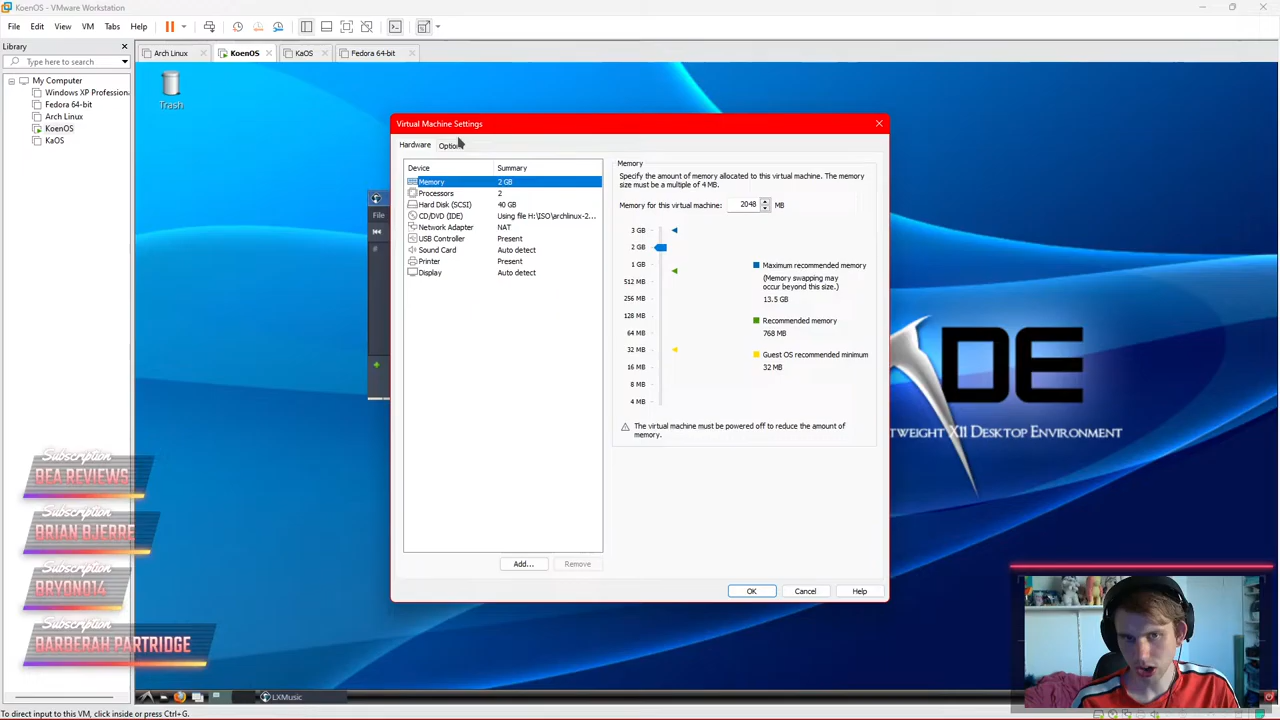 KoenOS - VMware Workstation
File Edit View VM Tabs Help
Library
Type here to search
My Computer
Windows XP Profession
Fedora 64-bit
Arch Linux
KoenOS
KaOS
Arch Linux
KoenOS
KaOS
Fedora 64-bit
Trash
File
#
Virtual Machine Settings
Hardware
Options
Device Summary
Memory 2 GB
Processors 2
Hard Disk (SCSI) 40 GB
CD/DVD (IDE) Using file H:\ISO\archlinux-2...
Network Adapter NAT
USB Controller Present
Sound Card Auto detect
Printer Present
Display Auto detect
Add...
Remove
Memory
Specify the amount of memory allocated to this virtual machine. The memory
size must be a multiple of 4 MB.
Memory for this virtual machine: 2048 MB
3 GB
2 GB
1 GB
512 MB
256 MB
128 MB
64 MB
32 MB
16 MB
8 MB
4 MB
Maximum recommended memory
(Memory swapping may
occur beyond this size.)
13.5 GB
Recommended memory
768 MB
Guest OS recommended minimum
32 MB
The virtual machine must be powered off to reduce the amount of
memory.
OK
Cancel
Help
DE
TWEIGHT X11 DESKTOP ENVIRONMENT
Subscription
BEA REVIEWS
Subscription
BRIAN BJERRE
Subscription
BRYON014
Subscription
BARBERAH PARTRIDGE
LXMusic
To direct input to this VM, click inside or press Ctrl+G.